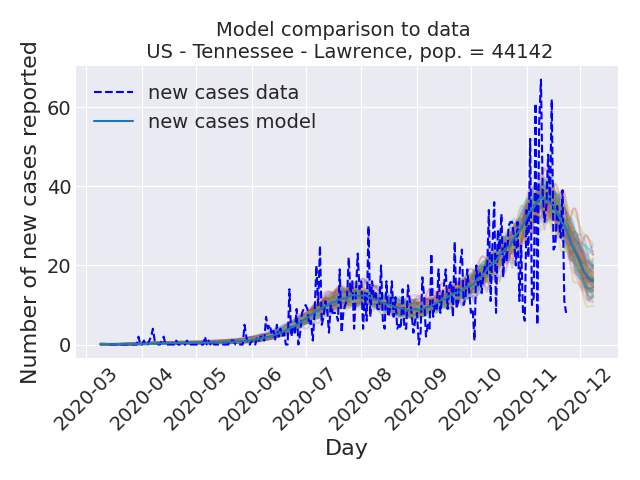 Model comparison to data
US - Tennessee - Lawrence, pop. = 44142
Number of new cases reported
60
40
20
0
new cases data
new cases model
2020-03
2020-04
2020-05
2020-06
2020-07
2020-08
2020-09
2020-10
2020-11
2020-12
Day